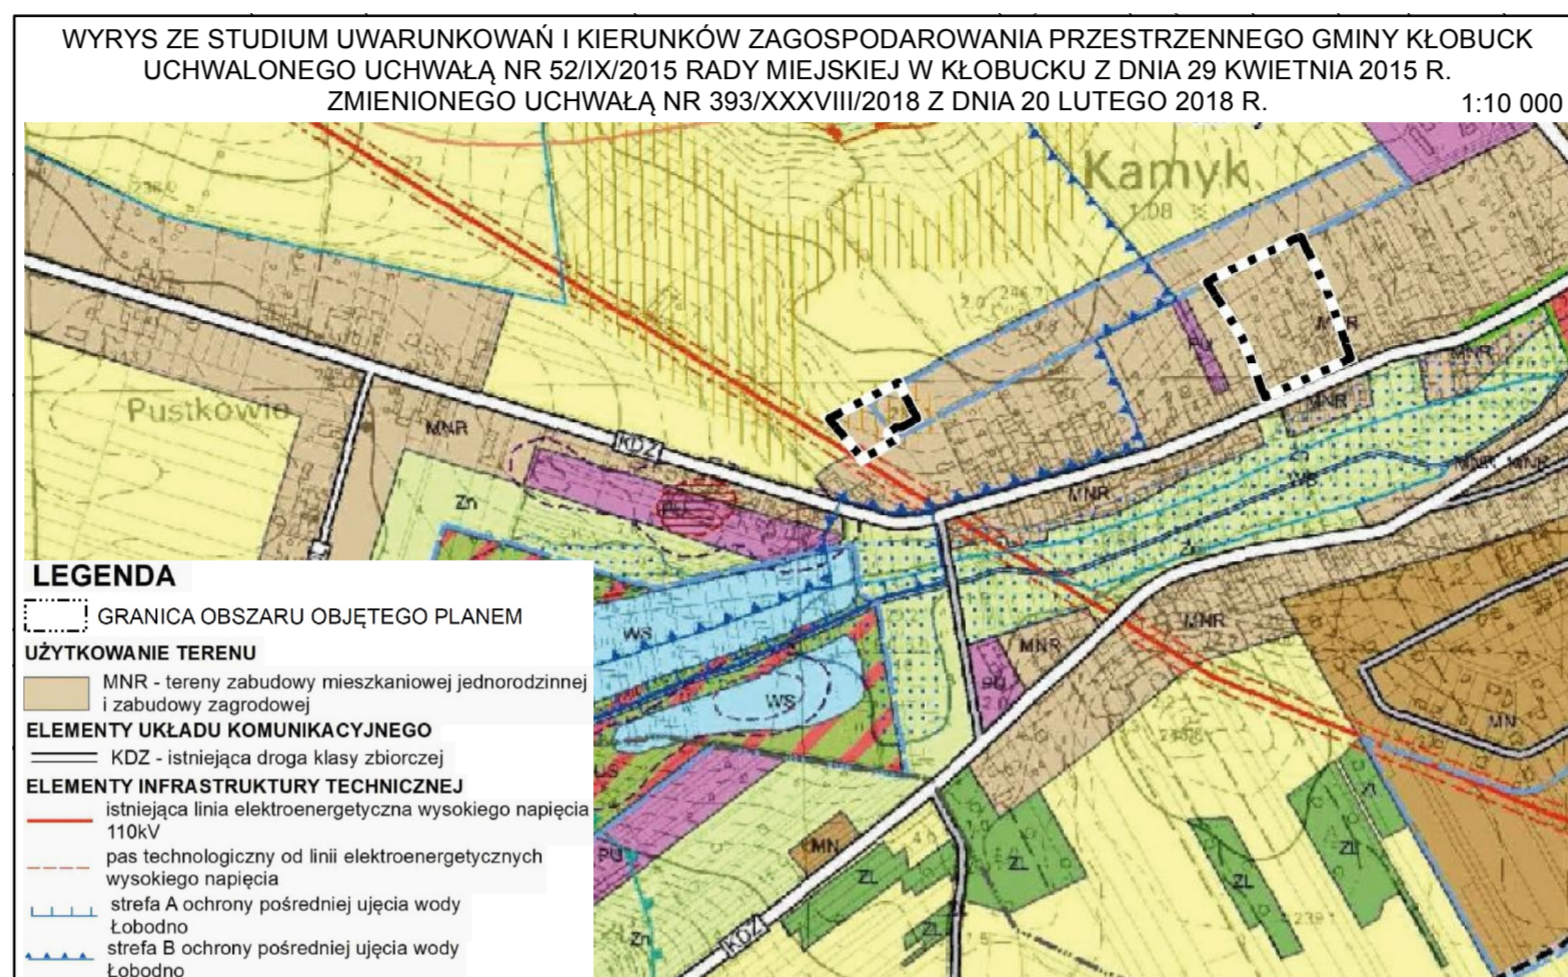 WYRYS ZE STUDIUM UWARUNKOWAŃ I KIERUNKÓW ZAGOSPODAROWANIA PRZESTRZENNEGO GMINY KŁOBUCK
UCHWALONEGO UCHWAŁĄ NR 52/IX/2015 RADY MIEJSKIEJ W KŁOBUCKU Z DNIA 29 KWIETNIA 2015 R.
ZMIENIONEGO UCHWAŁĄ NR 393/XXXVIII/2018 Z DNIA 20 LUTEGO 2018 R. 1:10 000
Kamyk
1.08
MNR
Pustkowie
MNR
KDZ
MNR
MNR
MNR
WS
Zn
PU
Zn
WS
MNR
MNR
WS
MN
MN
ZL
ZL
ZL
ZL
ZL
PU
Zn
KDZ
LEGENDA
GRANICA OBSZARU OBJĘTEGO PLANEM
UŻYTKOWANIE TERENU
MNR - tereny zabudowy mieszkaniowej jednorodzinnej
i zabudowy zagrodowej
ELEMENTY UKŁADU KOMUNIKACYJNEGO
KDZ - istniejąca droga klasy zbiorczej
ELEMENTY INFRASTRUKTURY TECHNICZNEJ
istniejąca linia elektroenergetyczna wysokiego napięcia
110kV
pas technologiczny od linii elektroenergetycznych
wysokiego napięcia
strefa A ochrony pośredniej ujęcia wody
Łobodno
strefa B ochrony pośredniej ujęcia wody
Łobodno